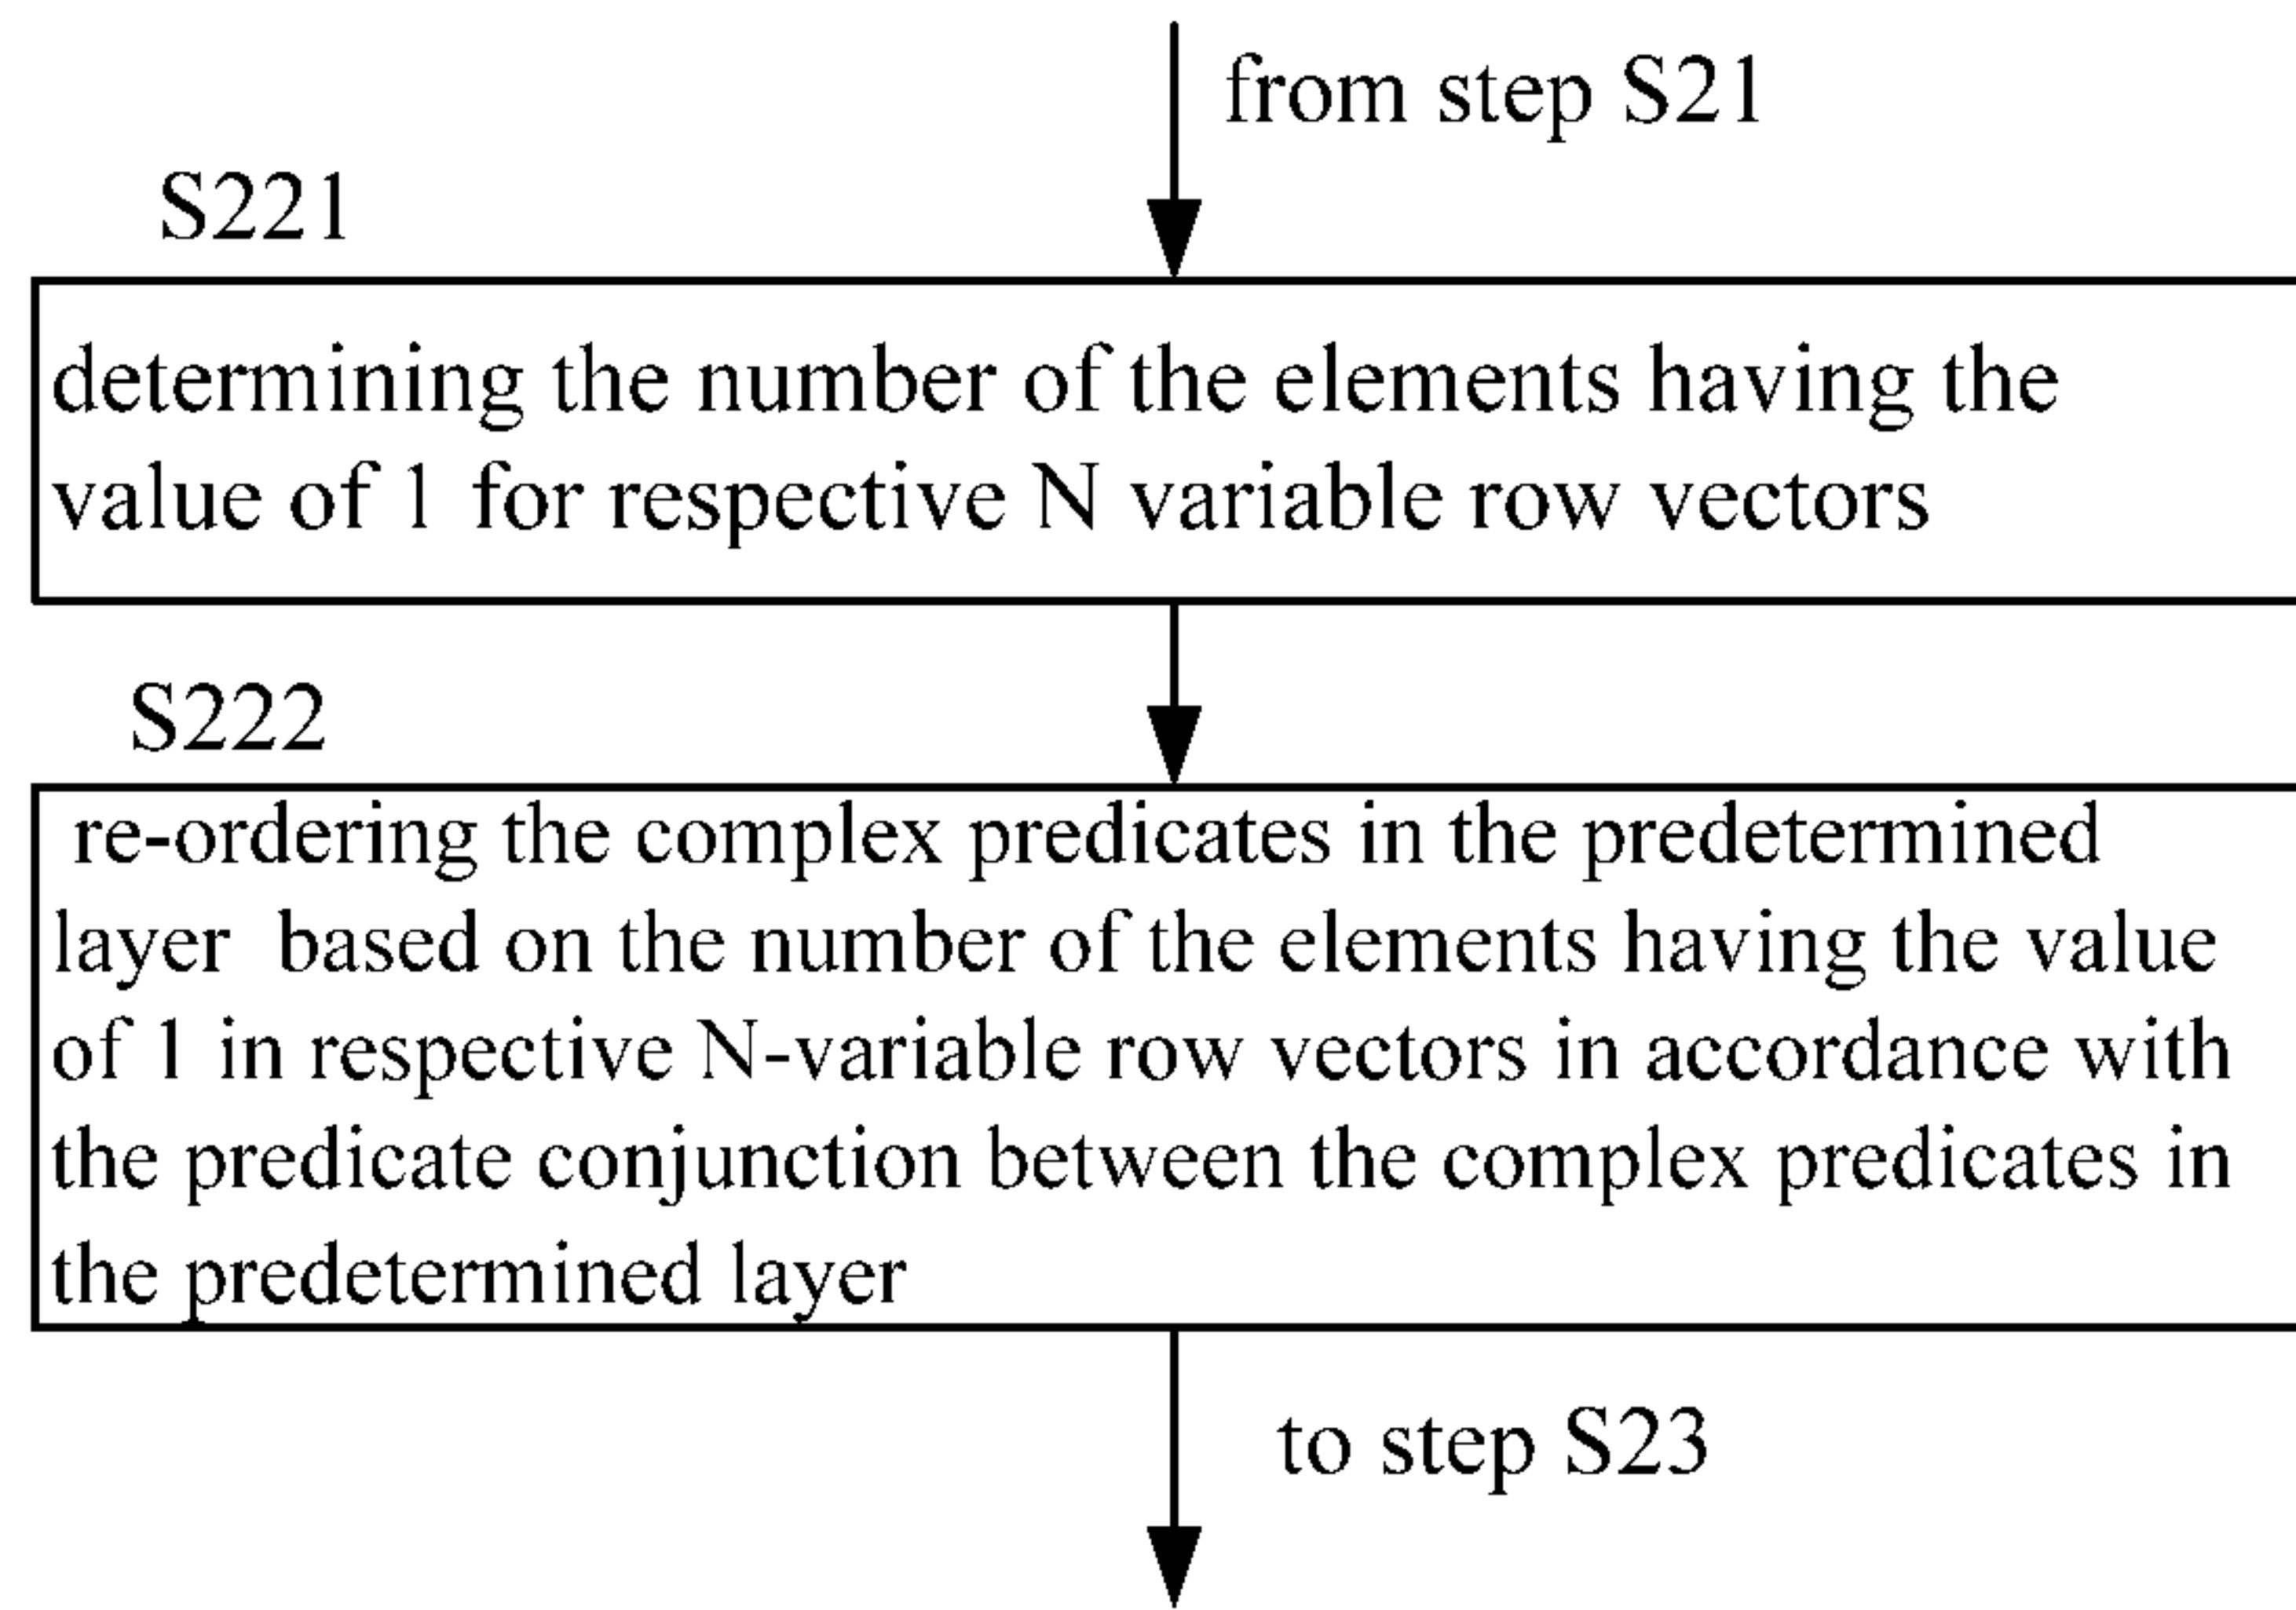 from step S21
S221
determining the number of the elements having the
value of 1 for respective N variable row vectors
S222
re-ordering the complex predicates in the predetermined
layer based on the number of the elements having the value
of 1 in respective N-variable row vectors in accordance with
the predicate conjunction between the complex predicates in
the predetermined layer
to step S23